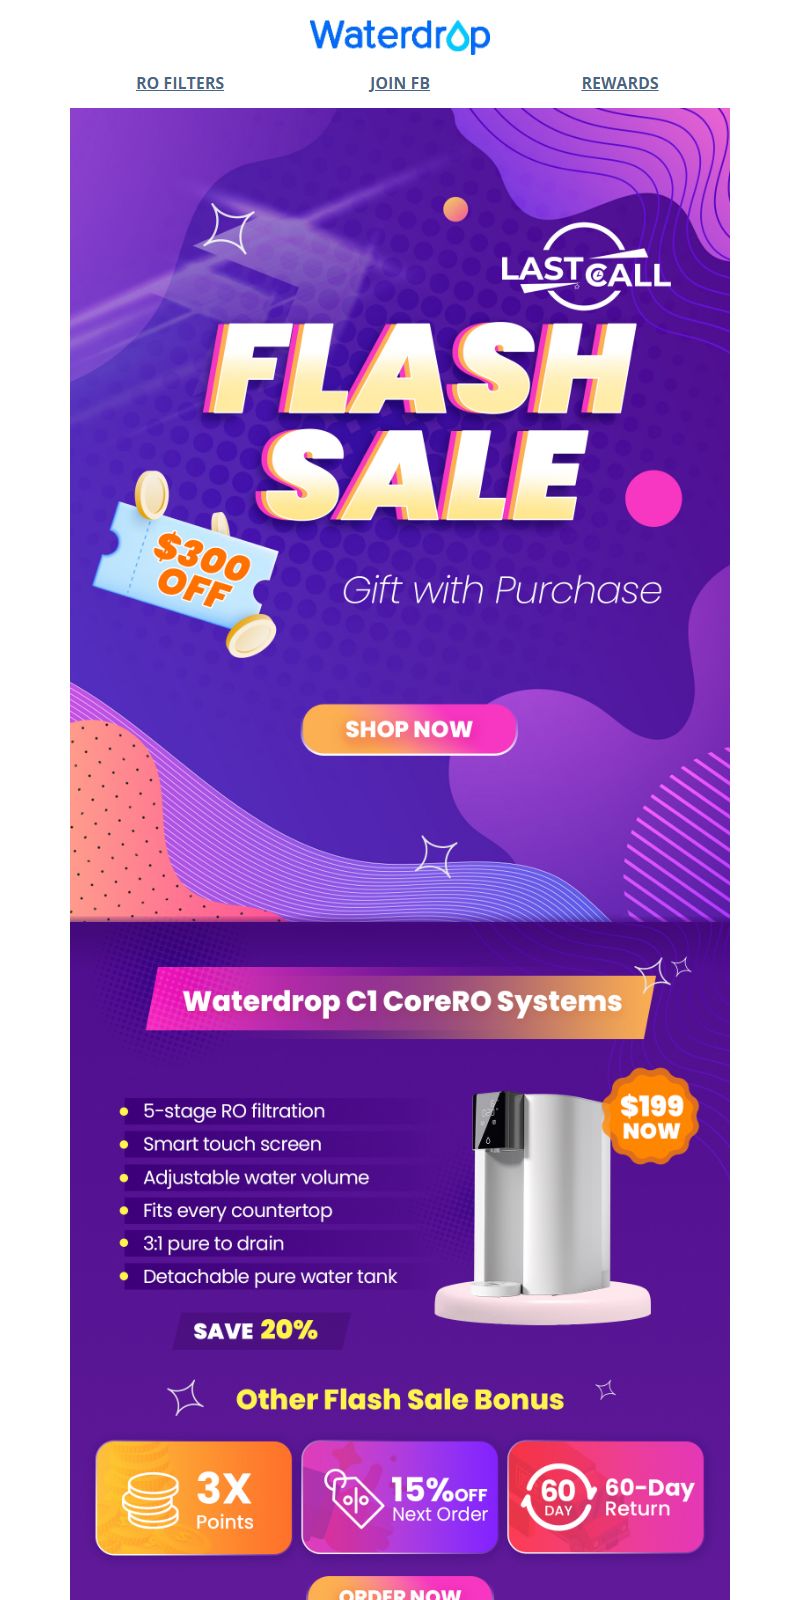 Waterdrop
RO FILTERS
JOIN FB
REWARDS
LAST CALL
FLASH
SALE
$300
OFF
Gift with Purchase
SHOP NOW
Waterdrop C1 CoreRO Systems
5-stage RO filtration
Smart touch screen
Adjustable water volume
Fits every countertop
3:1 pure to drain
Detachable pure water tank
$199
NOW
SAVE 20%
Other Flash Sale Bonus
3X
Points
15%OFF
Next Order
60
DAY
60-Day
Return
ORDER NOW